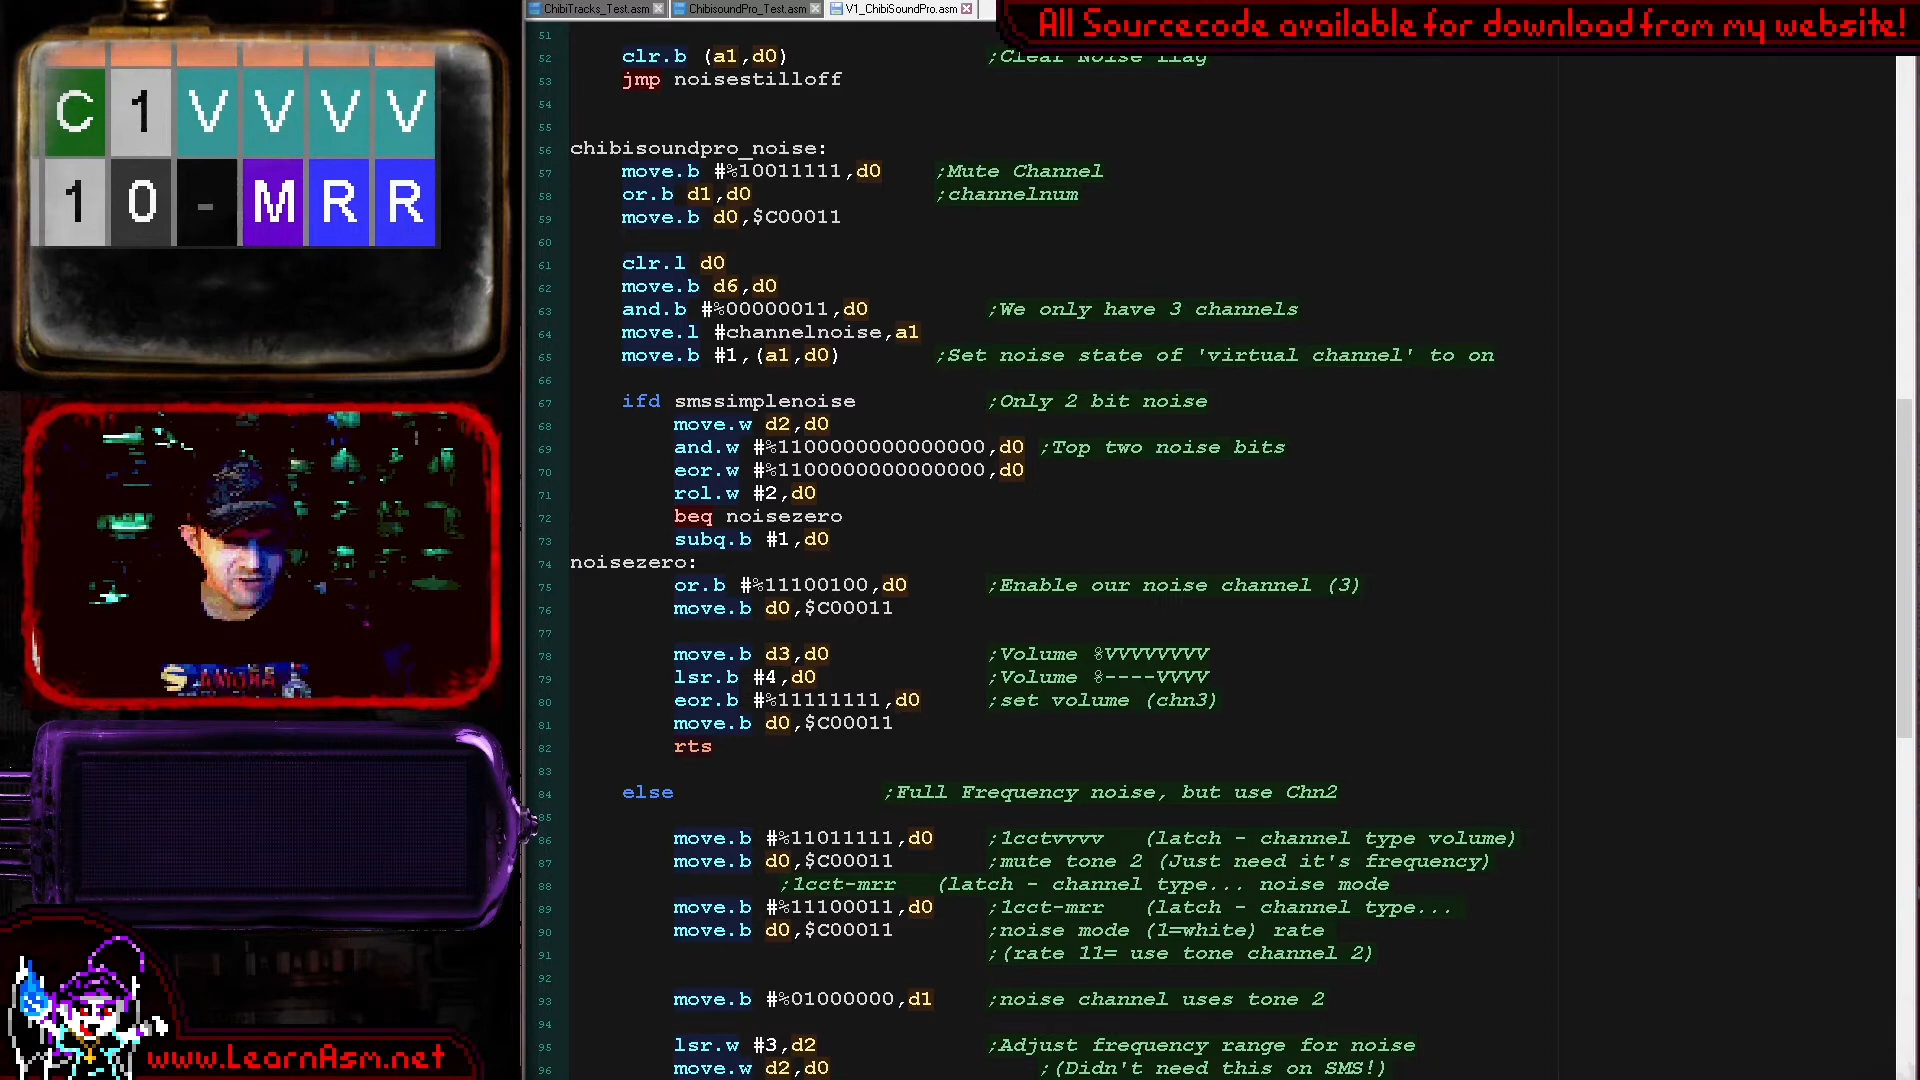 ChibiTracks_Test.asm ChibisoundPro_Test.asm V1_ChibiSoundPro.asm
All Sourcecode available for download from my website!
C 1 V V V V
1 0 - M R R
51
52 clr.b (a1,d0) ;Clear Noise flag
53 jmp noisestilloff
54
55
56 chibisoundpro_noise:
57 move.b #%10011111,d0 ;Mute Channel
58 or.b d1,d0 ;channelnum
59 move.b d0,$C00011
60
61 clr.l d0
62 move.b d6,d0
63 and.b #%00000011,d0 ;We only have 3 channels
64 move.l #channelnoise,a1
65 move.b #1,(a1,d0) ;Set noise state of 'virtual channel' to on
66
67 ifd smssimplenoise ;Only 2 bit noise
68 move.w d2,d0
69 and.w #%1100000000000000,d0 ;Top two noise bits
70 eor.w #%1100000000000000,d0
71 rol.w #2,d0
72 beq noisezero
73 subq.b #1,d0
74 noisezero:
75 or.b #%11100100,d0 ;Enable our noise channel (3)
76 move.b d0,$C00011
77
78 move.b d3,d0 ;Volume %VVVVVVVV
79 lsr.b #4,d0 ;Volume %----VVVV
80 eor.b #%11111111,d0 ;set volume (chn3)
81 move.b d0,$C00011
82 rts
83
84 else ;Full Frequency noise, but use Chn2
85
86 move.b #%11011111,d0 ;1cctvvvv (latch - channel type volume)
87 move.b d0,$C00011 ;mute tone 2 (Just need it's frequency)
88 ;1cct-mrr (latch - channel type... noise mode
89 move.b #%11100011,d0 ;1cct-mrr (latch - channel type...
90 move.b d0,$C00011 ;noise mode (1=white) rate
91 ;(rate 11= use tone channel 2)
92
93 move.b #%01000000,d1 ;noise channel uses tone 2
94
95 lsr.w #3,d2 ;Adjust frequency range for noise
96 move.w d2,d0 ;(Didn't need this on SMS!)
www.LearnAsm.net